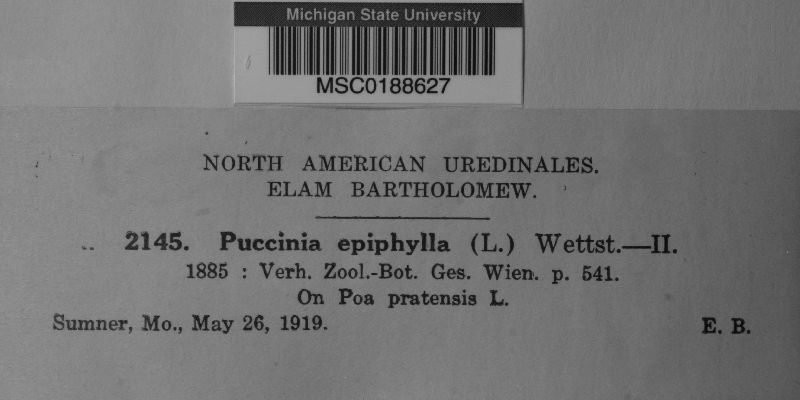 Michigan State University
MSC0188627
NORTH AMERICAN UREDINALES.
ELAM BARTHOLOMEW.
2145. Puccinia epiphylla (L.) Wettst.—II.
1885 : Verh. Zool.-Bot. Ges. Wien. p. 541.
On Poa pratensis L.
Sumner, Mo., May 26, 1919. E. B.